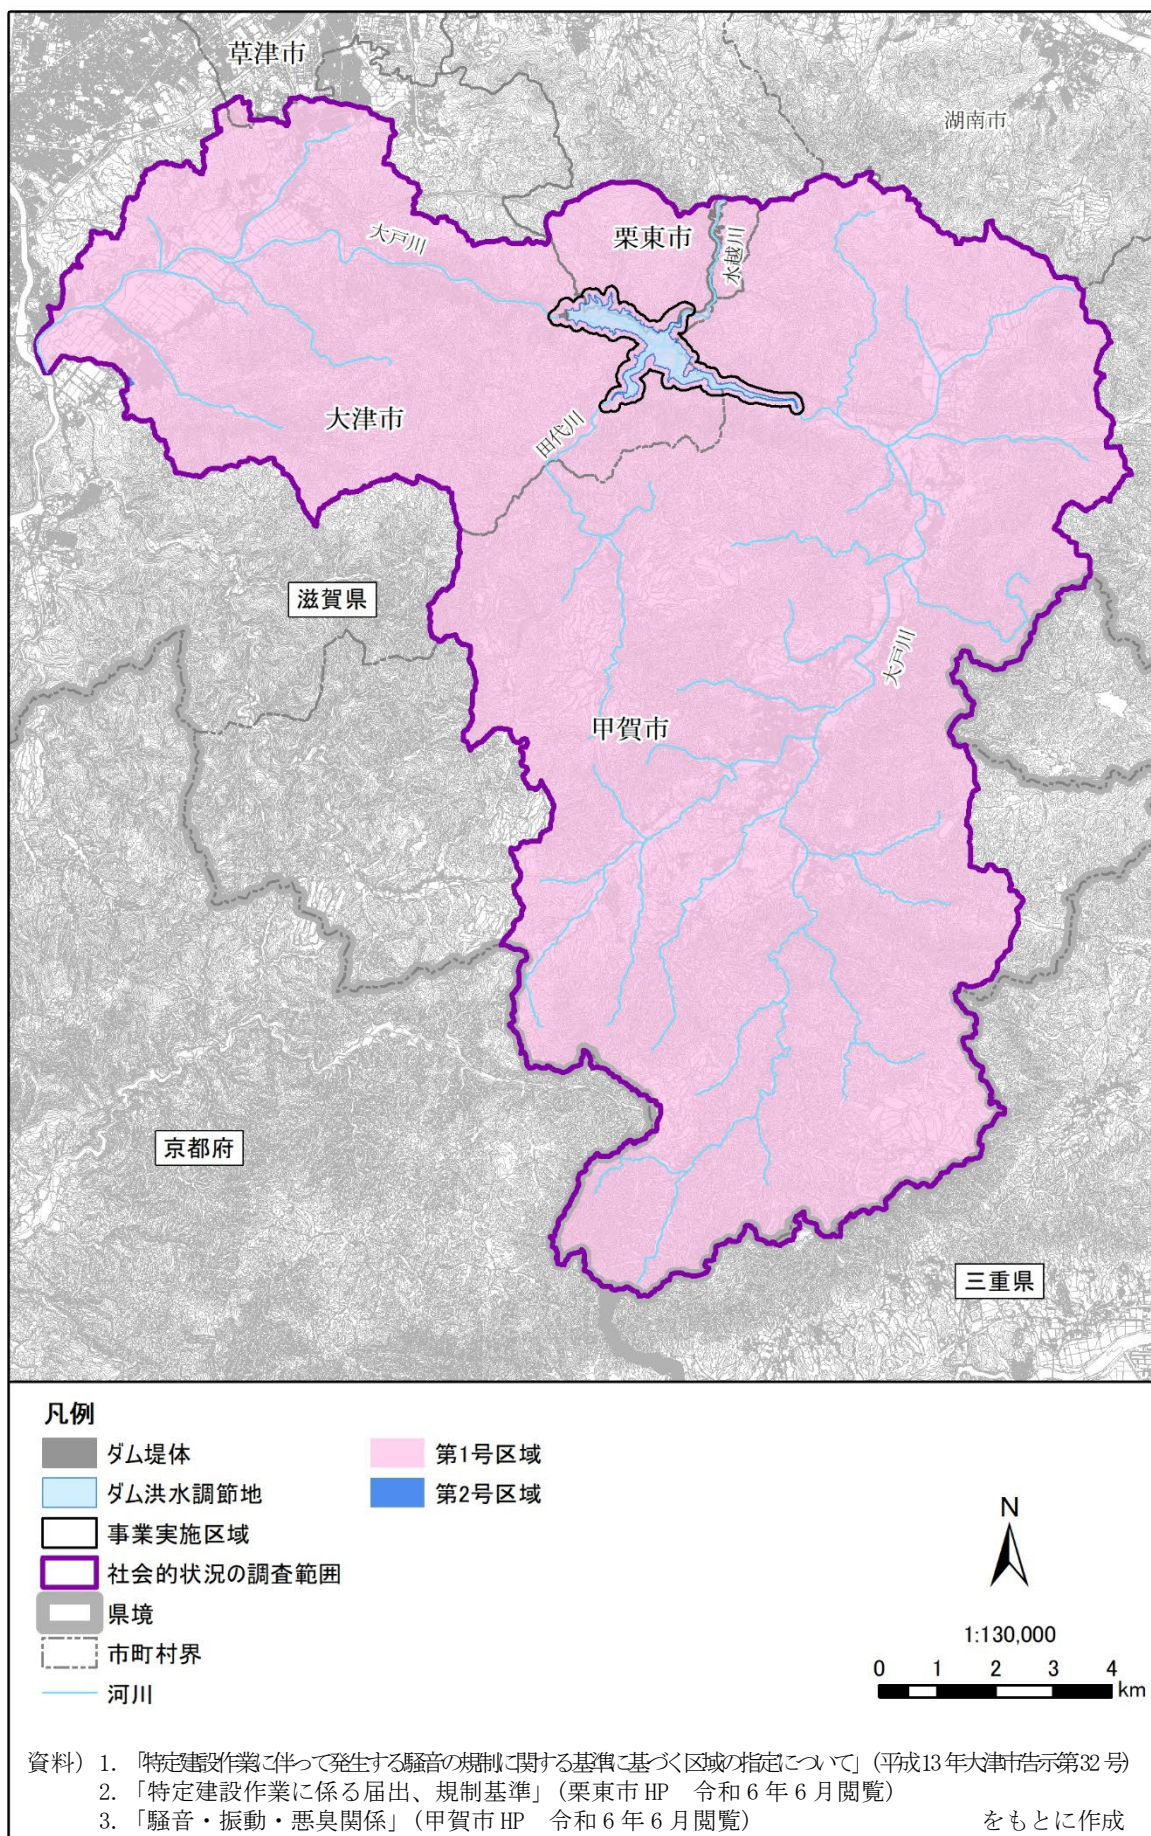 草津市
湖南市
栗東市
水越川
大戸川
大津市
田代川
滋賀県
大戸川
甲賀市
京都府
三重県
凡例
ダム堤体
ダム洪水調節地
事業実施区域
社会的状況の調査範囲
県境
市町村界
河川
第1号区域
第2号区域
N
1:130,000
0 1 2 3 4
km
資料) 1. 「特定建設作業に伴って発生する騒音の規制に関する基準に基づく区域の指定について」(平成13年大津市告示第32号)
2. 「特定建設作業に係る届出、規制基準」(栗東市HP 令和6年6月閲覧)
3. 「騒音・振動・悪臭関係」(甲賀市HP 令和6年6月閲覧) をもとに作成